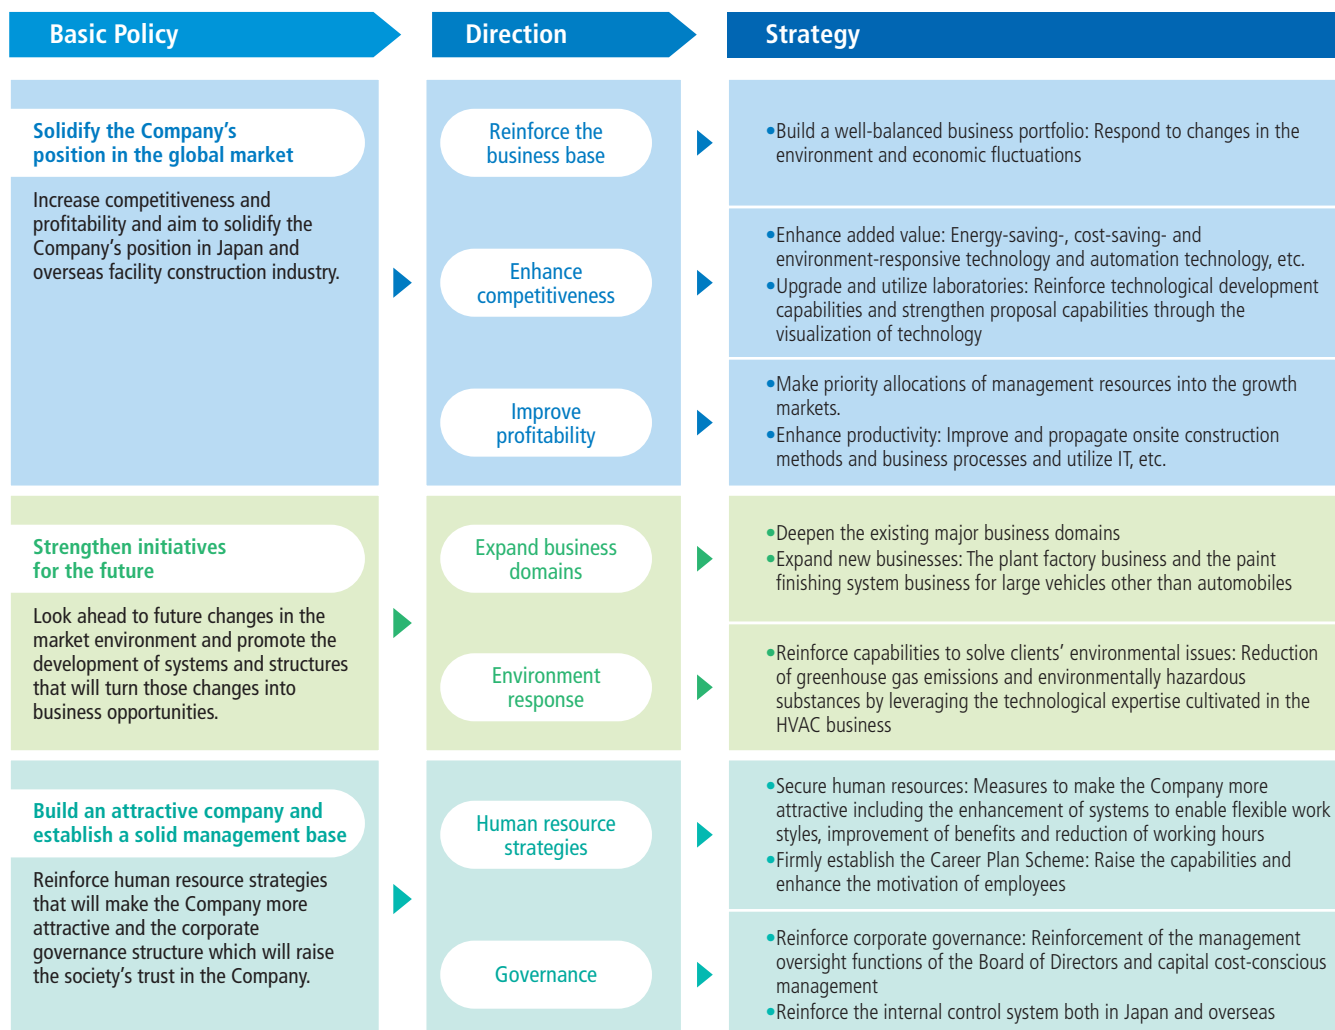 Basic Policy
Direction
Strategy
Solidify the Company's
position in the global market
Increase competitiveness and
profitability and aim to solidify the
Company's position in Japan and
overseas facility construction industry.
Reinforce the
business base
•Build a well-balanced business portfolio: Respond to changes in the
environment and economic fluctuations
Enhance
competitiveness
•Enhance added value: Energy-saving-, cost-saving- and
environment-responsive technology and automation technology, etc.
•Upgrade and utilize laboratories: Reinforce technological development
capabilities and strengthen proposal capabilities through the
visualization of technology
Improve
profitability
•Make priority allocations of management resources into the growth
markets.
•Enhance productivity: Improve and propagate onsite construction
methods and business processes and utilize IT, etc.
Strengthen initiatives
for the future
Look ahead to future changes in the
market environment and promote the
development of systems and structures
that will turn those changes into
business opportunities.
Expand business
domains
•Deepen the existing major business domains
•Expand new businesses: The plant factory business and the paint
finishing system business for large vehicles other than automobiles
Environment
response
•Reinforce capabilities to solve clients' environmental issues: Reduction
of greenhouse gas emissions and environmentally hazardous
substances by leveraging the technological expertise cultivated in the
HVAC business
Build an attractive company and
establish a solid management base
Reinforce human resource strategies
that will make the Company more
attractive and the corporate
governance structure which will raise
the society's trust in the Company.
Human resource
strategies
•Secure human resources: Measures to make the Company more
attractive including the enhancement of systems to enable flexible work
styles, improvement of benefits and reduction of working hours
•Firmly establish the Career Plan Scheme: Raise the capabilities and
enhance the motivation of employees
Governance
•Reinforce corporate governance: Reinforcement of the management
oversight functions of the Board of Directors and capital cost-conscious
management
•Reinforce the internal control system both in Japan and overseas